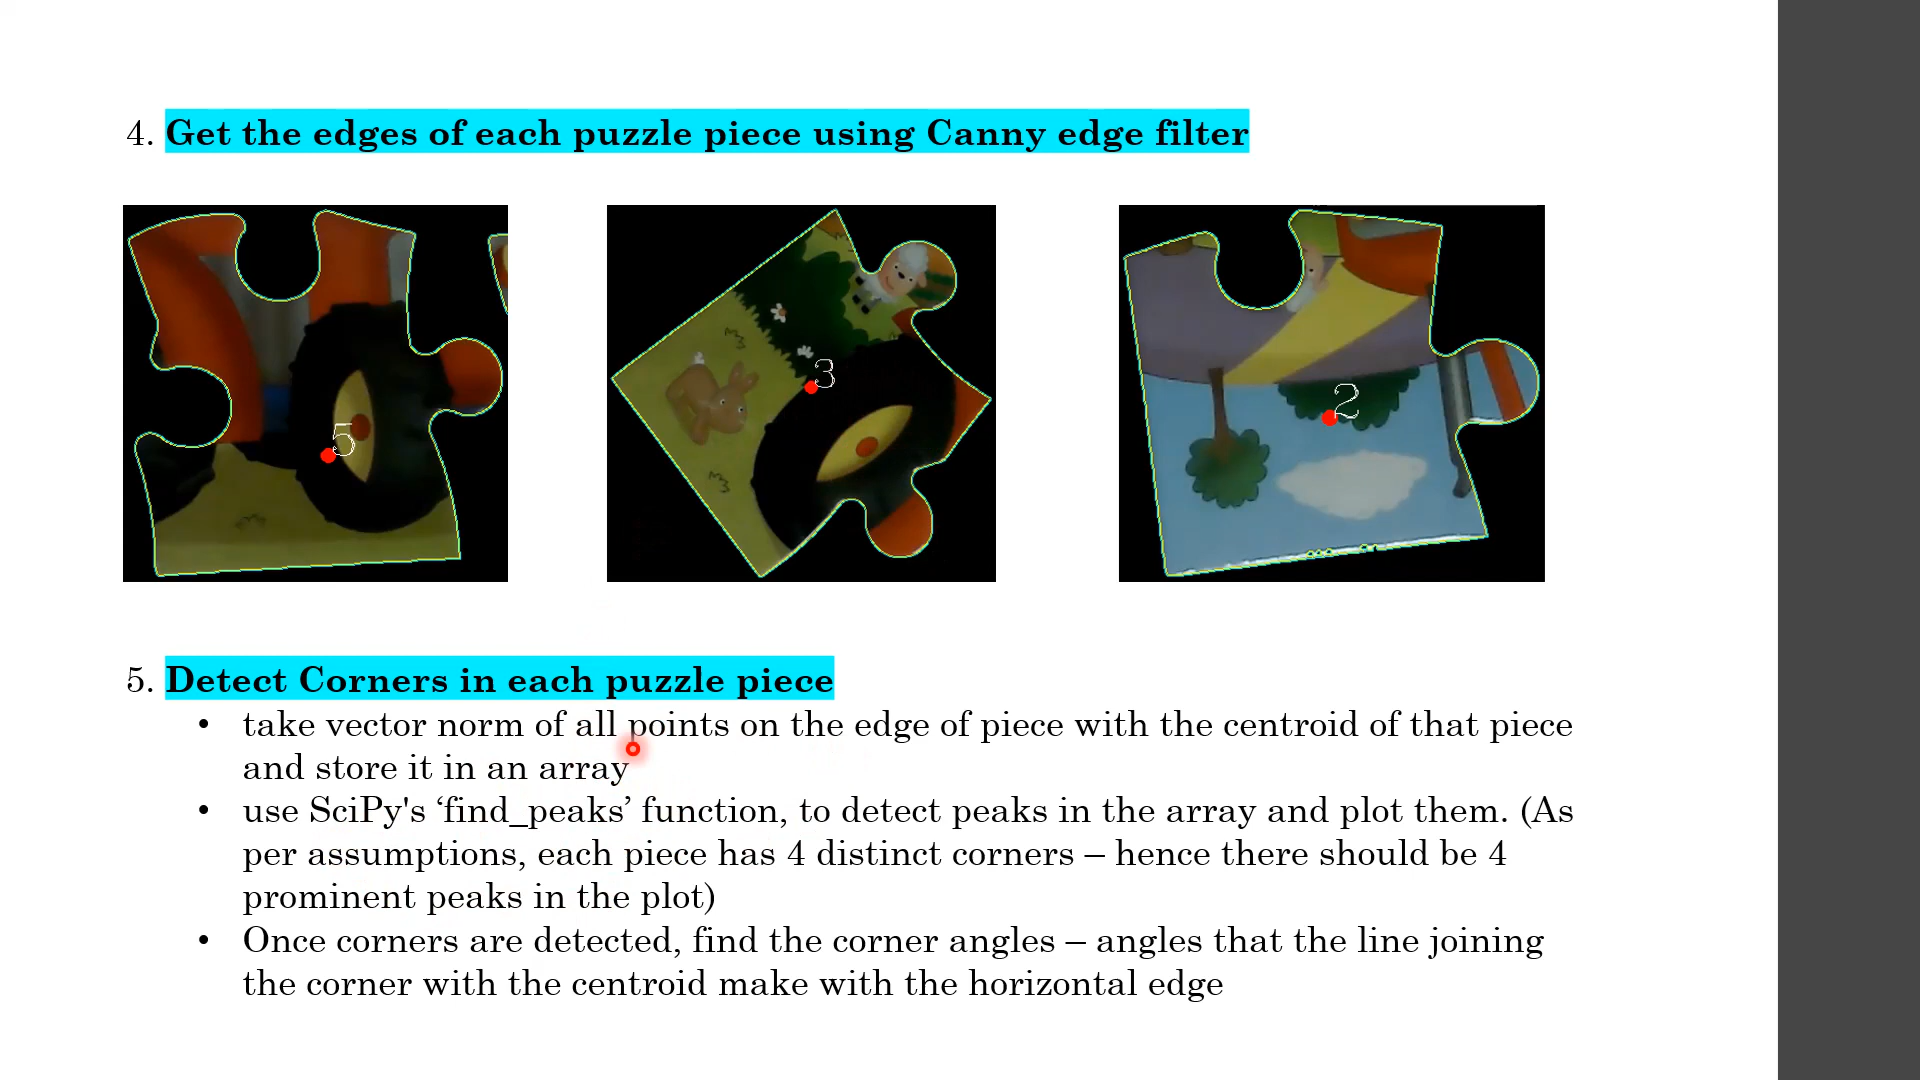 4. Get the edges of each puzzle piece using Canny edge filter
5
3
2
5. Detect Corners in each puzzle piece
• take vector norm of all points on the edge of piece with the centroid of that piece
and store it in an array
• use SciPy's ‘find_peaks’ function, to detect peaks in the array and plot them. (As
per assumptions, each piece has 4 distinct corners – hence there should be 4
prominent peaks in the plot)
• Once corners are detected, find the corner angles – angles that the line joining
the corner with the centroid make with the horizontal edge